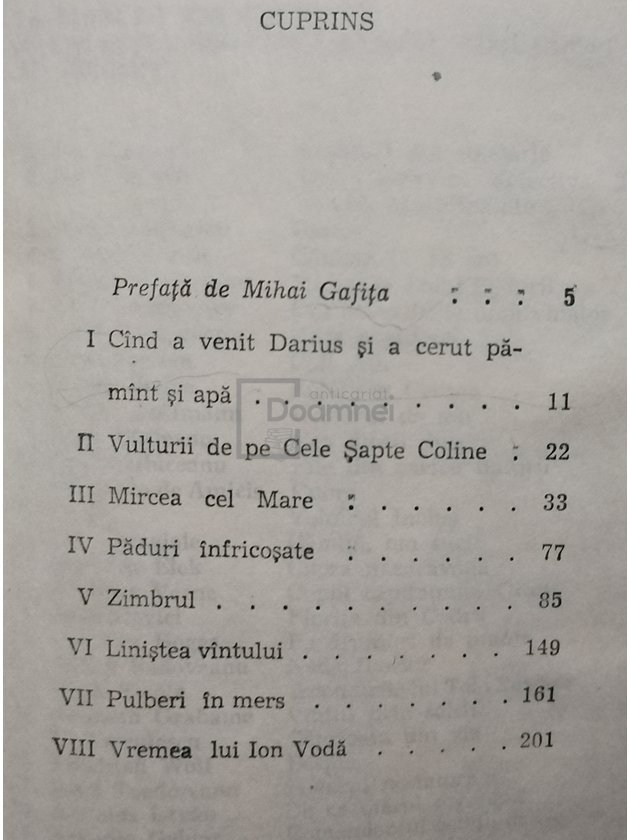 CUPRINS
Prefață de Mihai Gafița . . . 5
I Cînd a venit Darius și a cerut pă-
mînt și apă . . . . . . . . . 11
anticariat
Doamnei
II Vulturii de pe Cele Șapte Coline . 22
III Mircea cel Mare . . . . . . 33
IV Păduri înfricoșate . . . . . . 77
V Zimbrul . . . . . . . . . . 85
VI Liniștea vîntului . . . . . . . 149
VII Pulberi în mers . . . . . . . 161
VIII Vremea lui Ion Vodă . . . . . 201